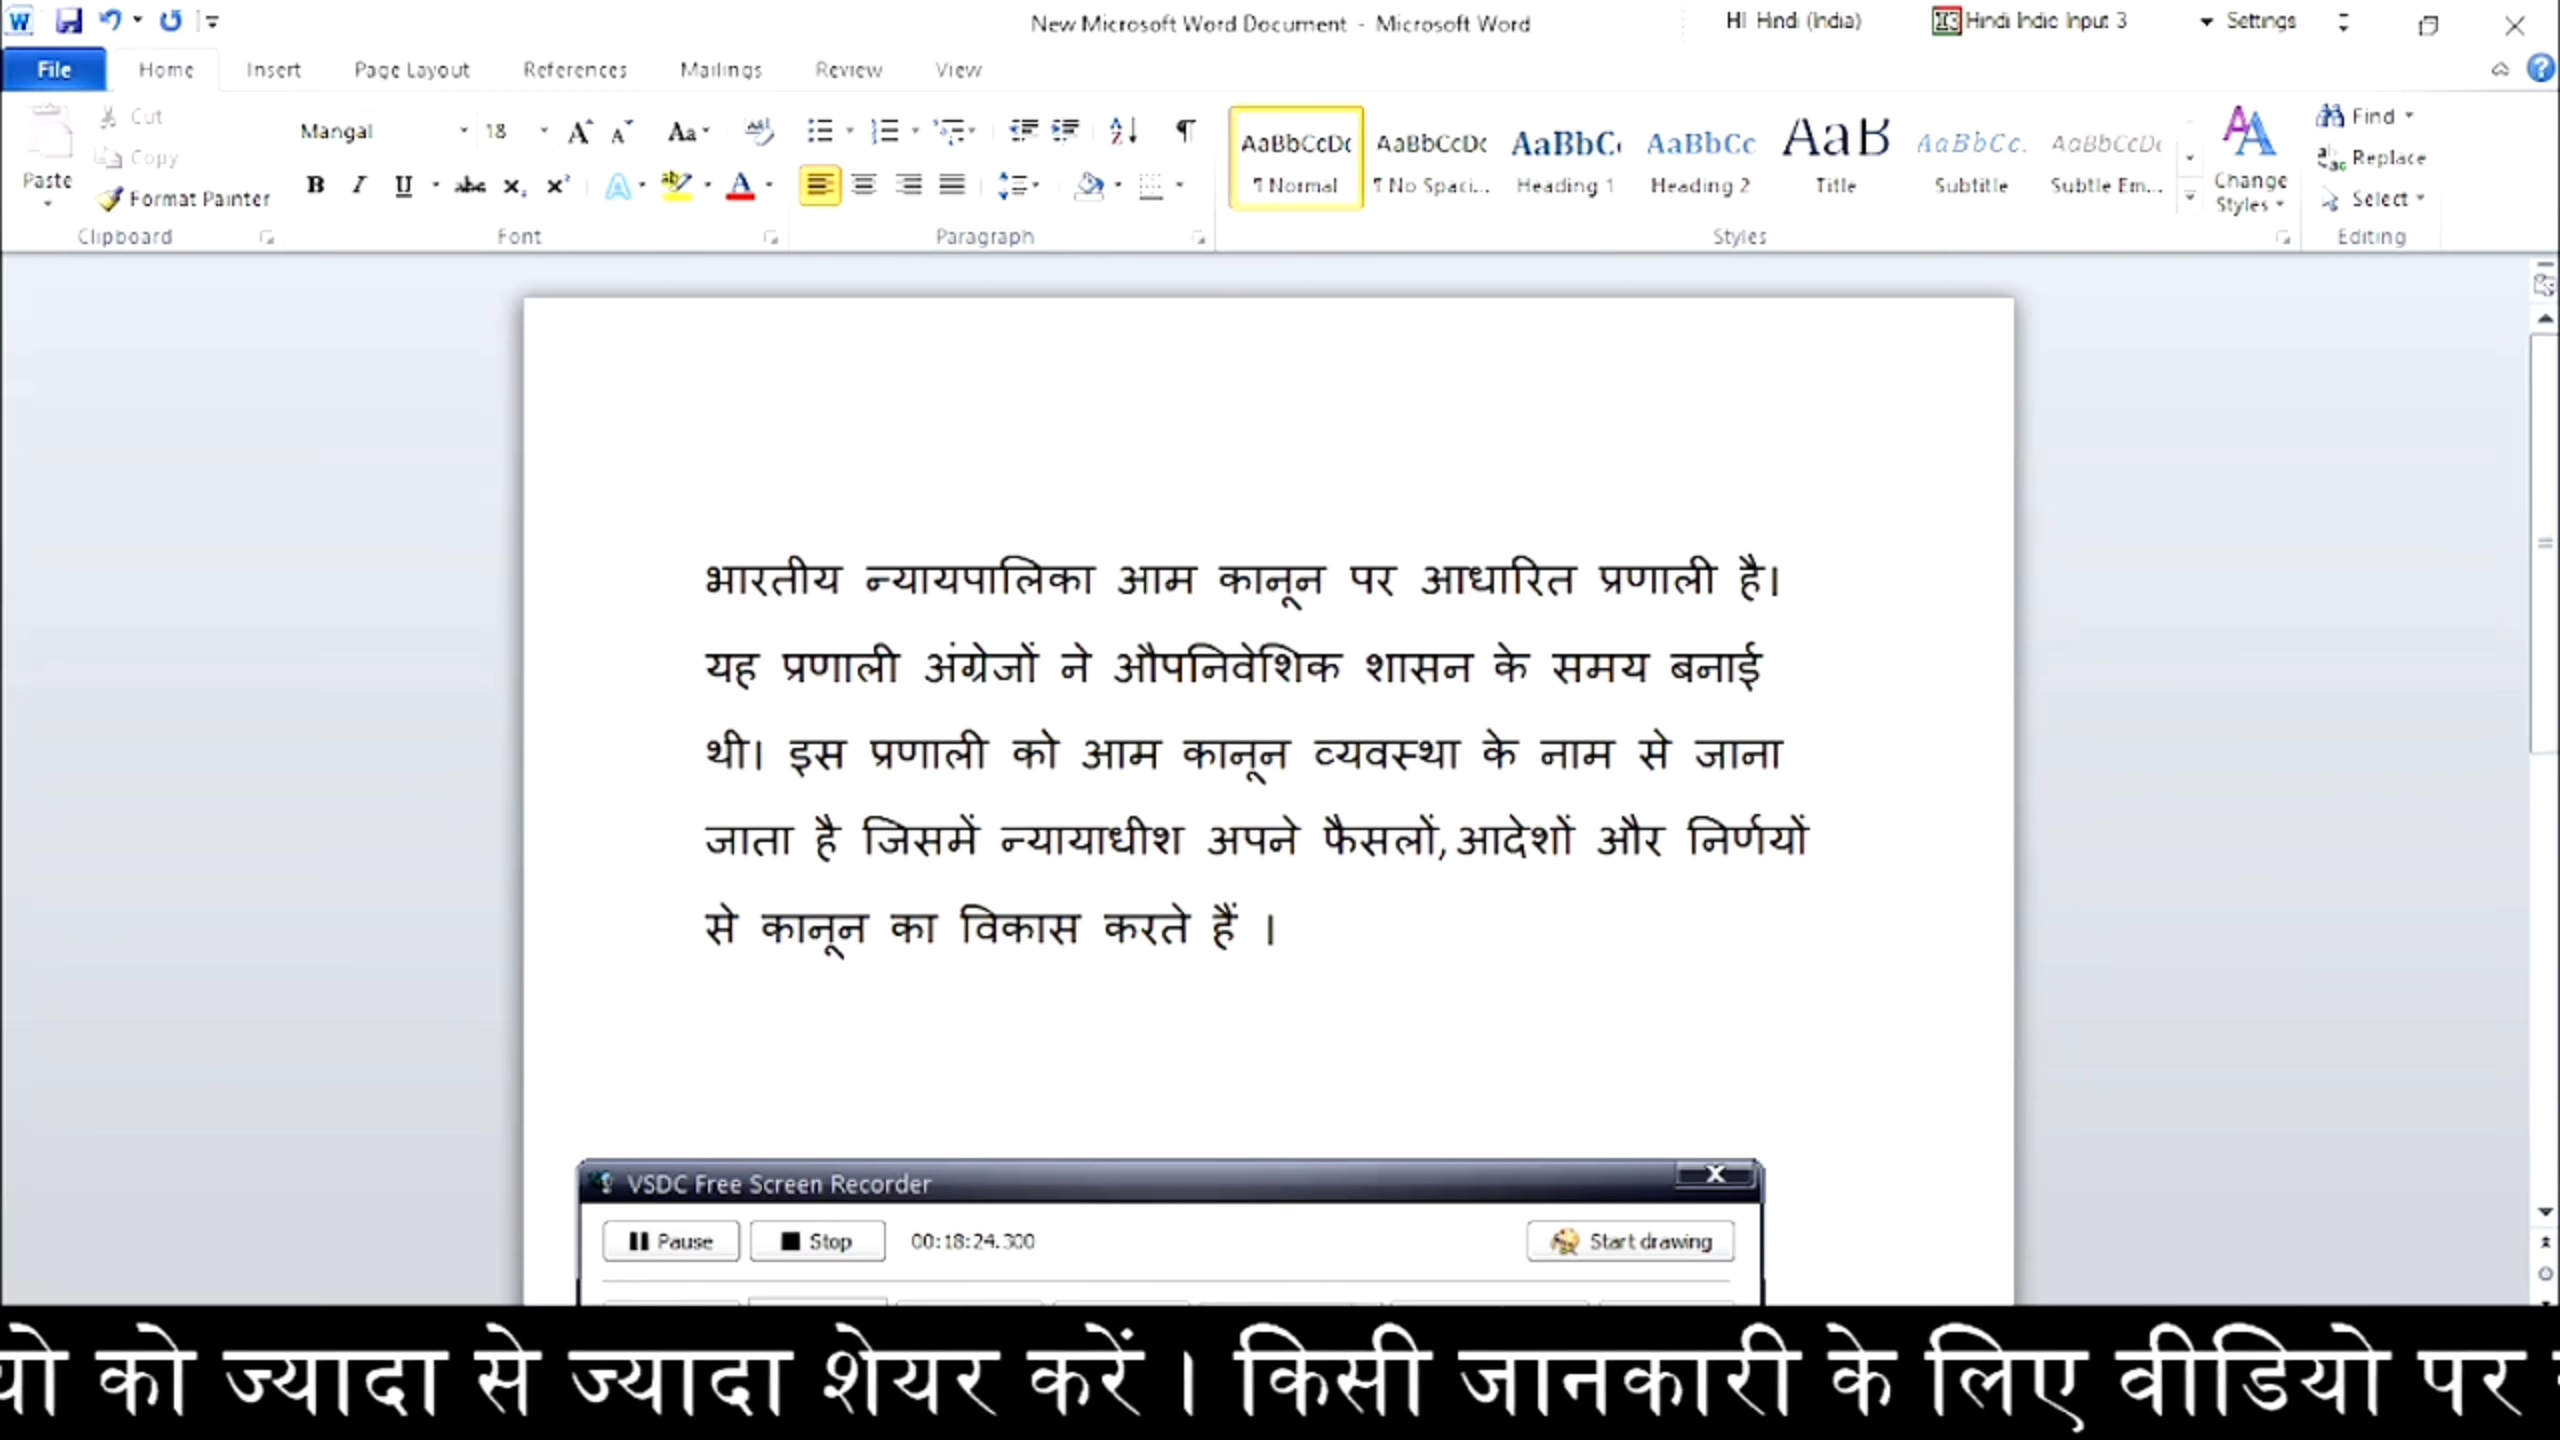 New Microsoft Word Document - Microsoft Word
HI Hindi (India)
Hindi Indic Input 3
Settings
File Home Insert Page Layout References Mailings Review View
Paste
Cut
Copy
Format Painter
Clipboard
Mangal 18
Font
Paragraph
AaBbCcDc AaBbCcDc AaBbC AaBbCc AaB AaBbCc. AaBbCcDc
¶ Normal ¶ No Spaci... Heading 1 Heading 2 Title Subtitle Subtle Em...
Change
Styles
Styles
Find
Replace
Select
Editing
भारतीय न्यायपालिका आम कानून पर आधारित प्रणाली है।
यह प्रणाली अंग्रेजों ने औपनिवेशिक शासन के समय बनाई
थी। इस प्रणाली को आम कानून व्यवस्था के नाम से जाना
जाता है जिसमें न्यायाधीश अपने फैसलों,आदेशों और निर्णयों
से कानून का विकास करते हैं ।
VSDC Free Screen Recorder
Pause Stop 00:18:24.300 Start drawing
यो को ज्यादा से ज्यादा शेयर करें । किसी जानकारी के लिए वीडियो पर